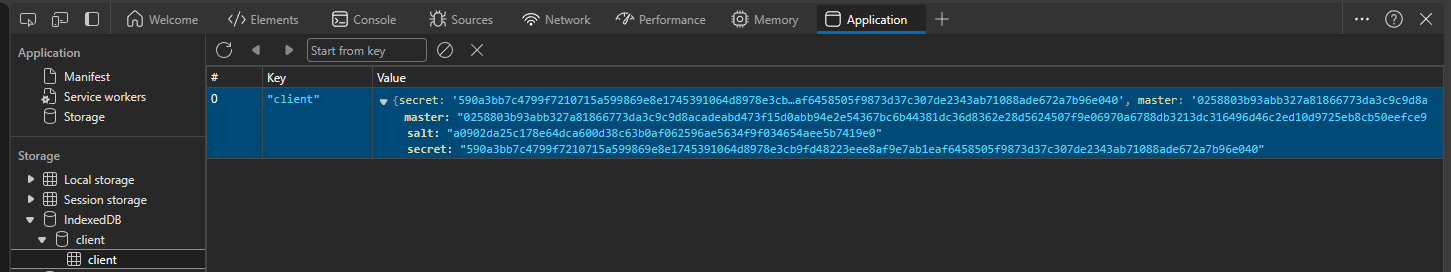 Welcome Elements Console Sources Network Performance Memory Application
Application
Start from key
Manifest
Service workers
Storage
# Key Value
0 "client" {secret: '590a3bb7c4799f7210715a599869e8e1745391064d8978e3cb…af6458505f9873d37c307de2343ab71088ade672a7b96e040', master: '0258803b93abb327a81866773da3c9c9d8a
master: "0258803b93abb327a81866773da3c9c9d8acadeabd473f15d0abb94e2e54367bc6b44381dc36d8362e28d5624507f9e06970a6788db3213dc316496d46c2ed10d9725eb8cb50eefce9
salt: "a0902da25c178e64dca600d38c63b0af062596ae5634f9f034654aee5b7419e0"
secret: "590a3bb7c4799f7210715a599869e8e1745391064d8978e3cb9fd48223eee8af9e7ab1eaf6458505f9873d37c307de2343ab71088ade672a7b96e040"
Storage
Local storage
Session storage
IndexedDB
client
client